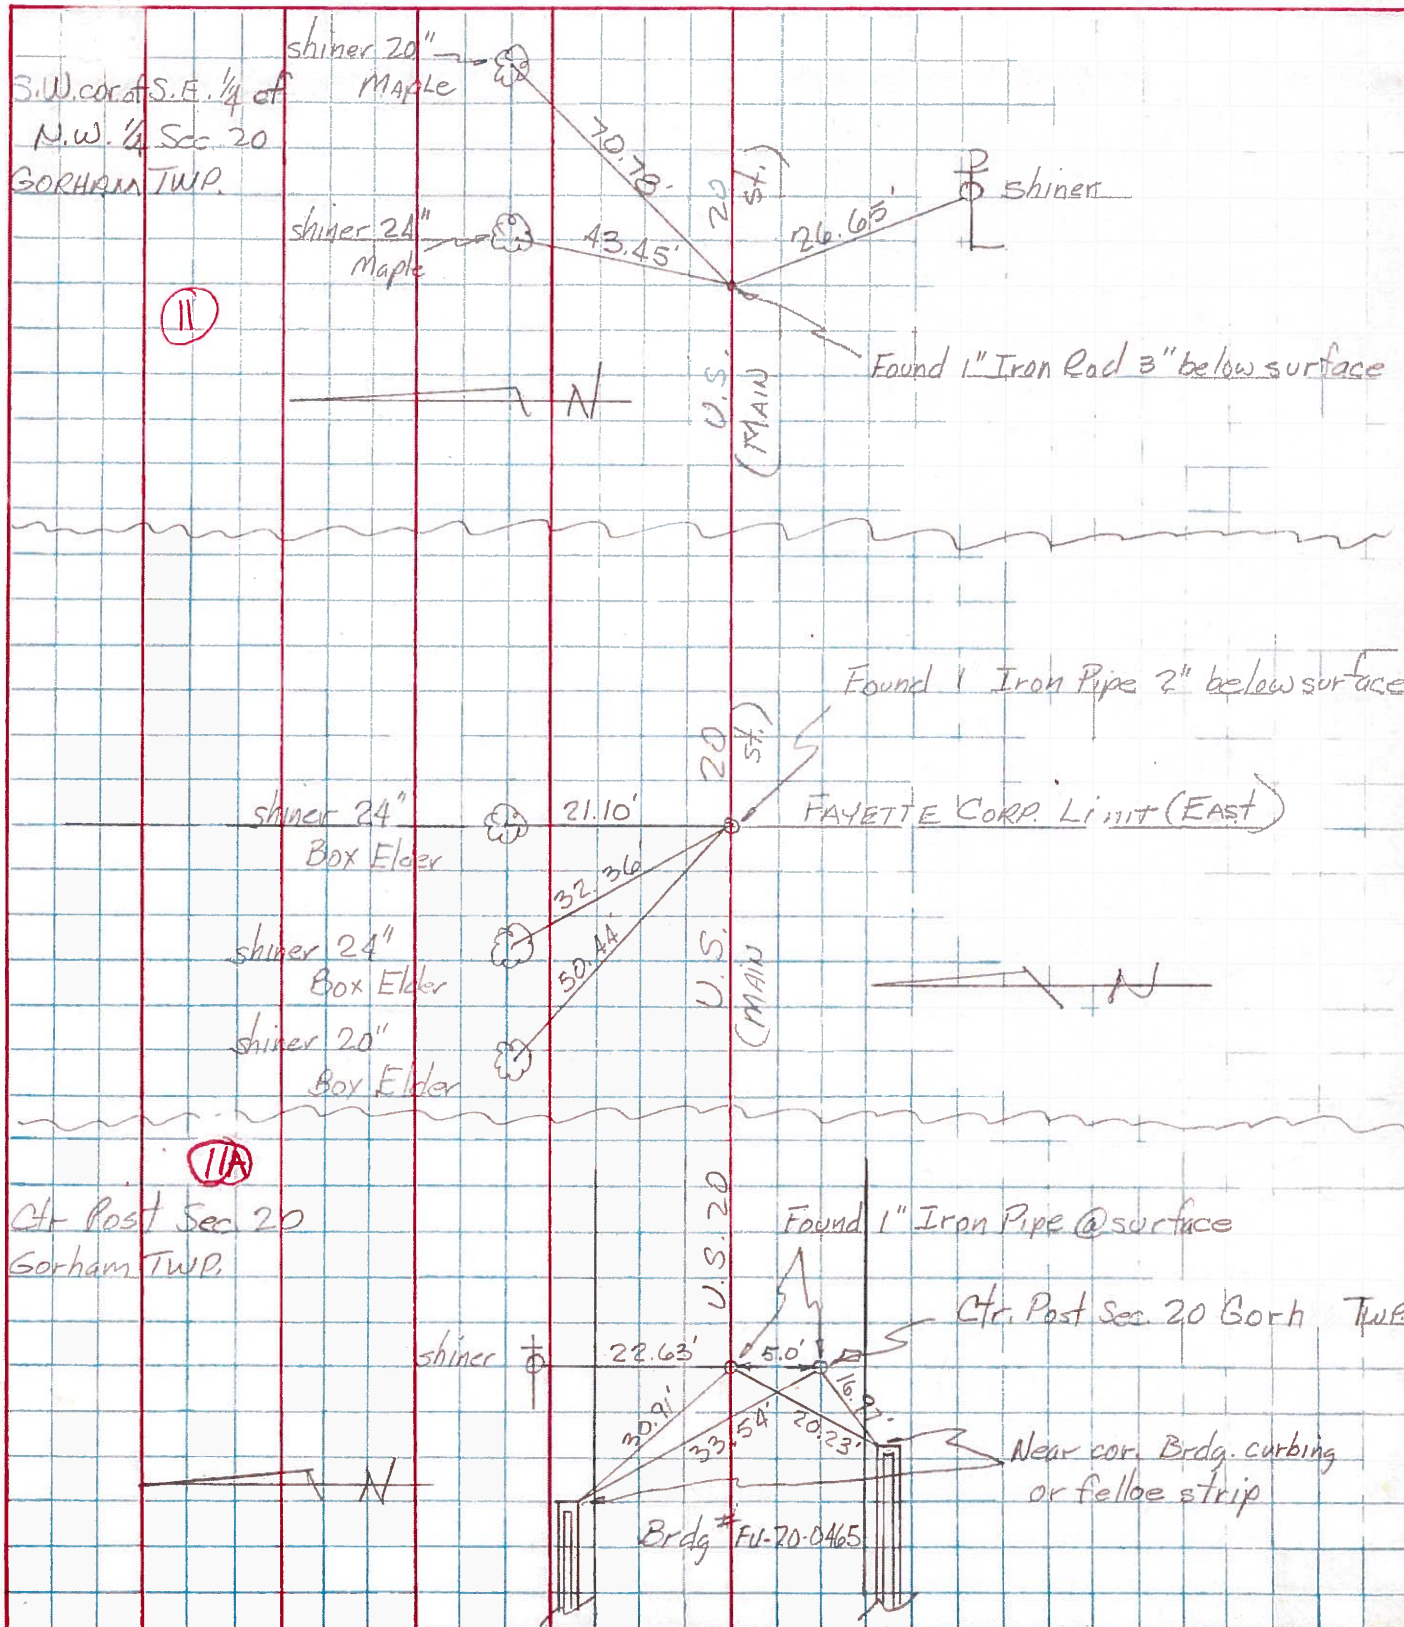 shiner 20"
Maple
S.W. cor. of S.E. 1/4 of
N.W. 1/4 Sec 20
GORHAM TWP.
70.78'
shiner 24"
Maple
43.45'
26.65'
shiner
11
U.S. 20
(MAIN st.)
Found 1" Iron Rod 3" below surface
N
Found 1 Iron Pipe 2" below surface
U.S. 20
(MAIN st.)
shiner 24"
Box Elder
21.10'
FAYETTE CORP. Limit (EAST)
32.36'
shiner 24"
Box Elder
50.44'
N
shiner 20"
Box Elder
11A
Ctr Post Sec. 20
Gorham TWP.
U.S. 20
Found 1" Iron Pipe @ surface
Ctr. Post Sec. 20 Gorh TWP
shiner
22.63'
5.0'
16.97'
30.91'
33.54'
20.23'
Near cor. Brdg. curbing
or felloe strip
N
Brdg # FU-20-0465